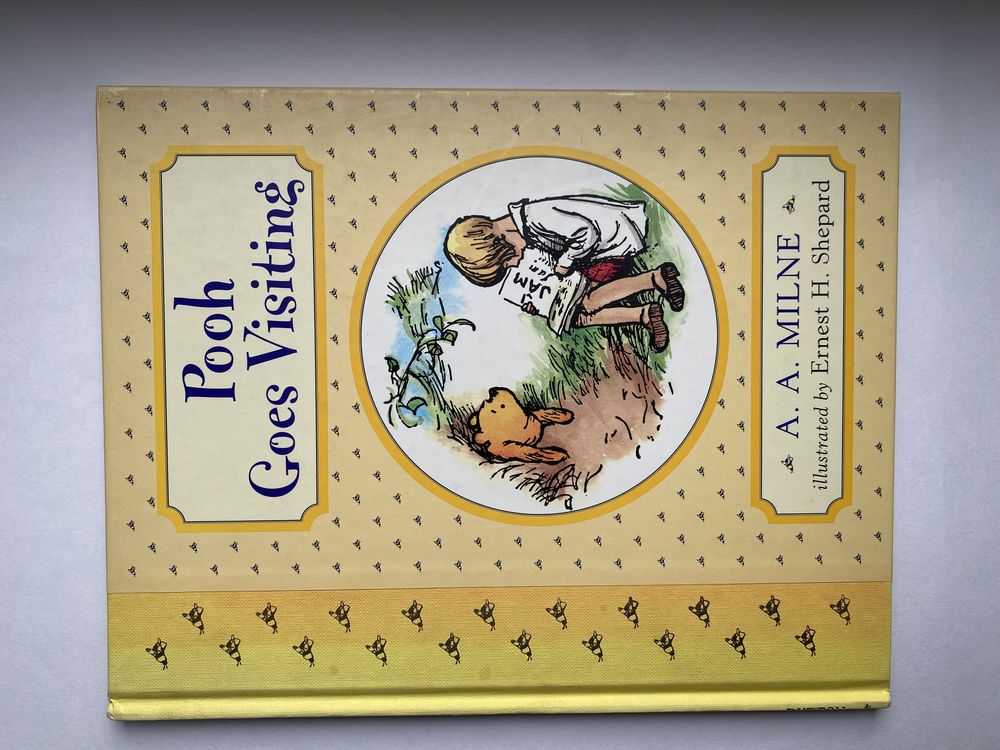 Pooh
Goes Visiting
JAM
A. A. MILNE
illustrated by Ernest H. Shepard